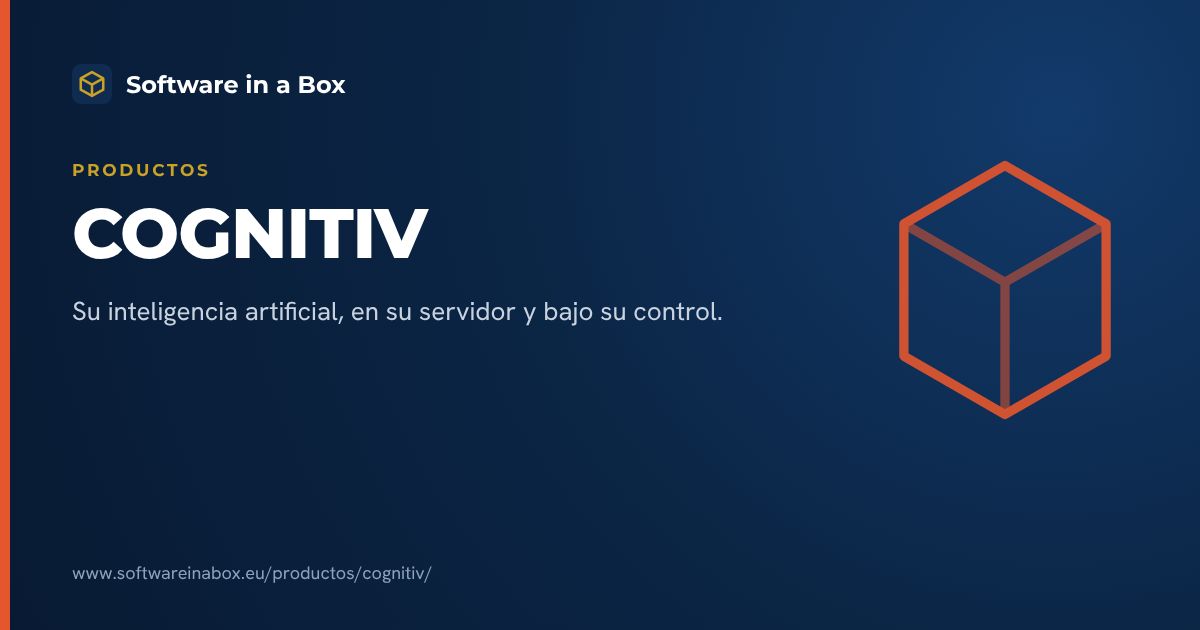 Software in a Box
PRODUCTOS
COGNITIV
Su inteligencia artificial, en su servidor y bajo su control.
www.softwareinabox.eu/productos/cognitiv/